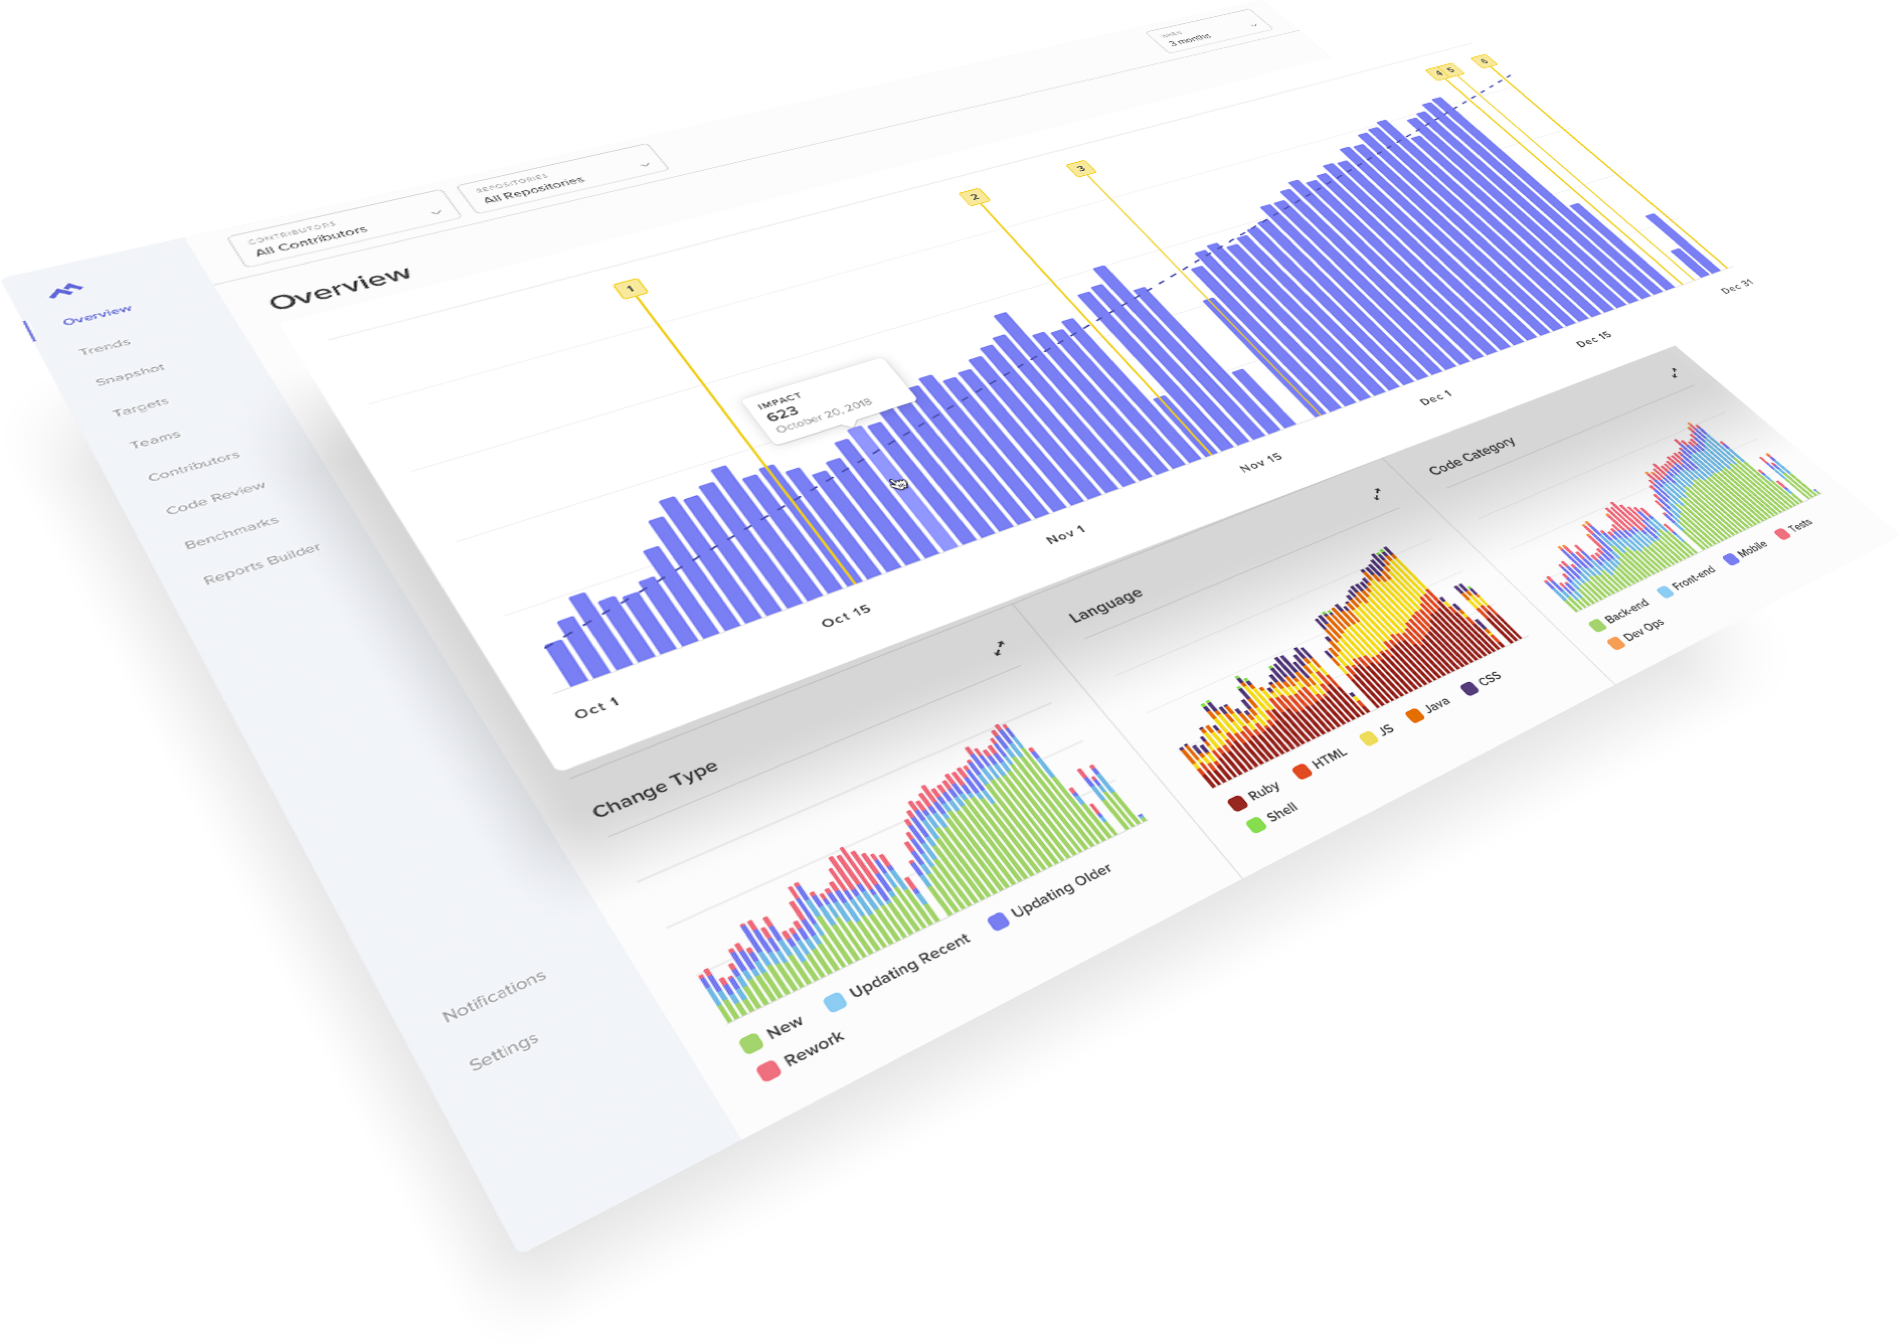 3 months
CONTRIBUTORS
All Contributors
REPOSITORIES
All Repositories
Overview
Overview
Trends
Snapshot
Targets
Teams
Contributors
Code Review
Benchmarks
Reports Builder
Notifications
Settings
1
2
3
4
5
6
IMPACT
623
October 20, 2018
Oct 1
Oct 15
Nov 1
Nov 15
Dec 1
Dec 15
Dec 31
Change Type
New
Updating Recent
Updating Older
Rework
Language
Ruby
HTML
JS
Java
CSS
Shell
Code Category
Back-end
Front-end
Mobile
Tests
Dev Ops